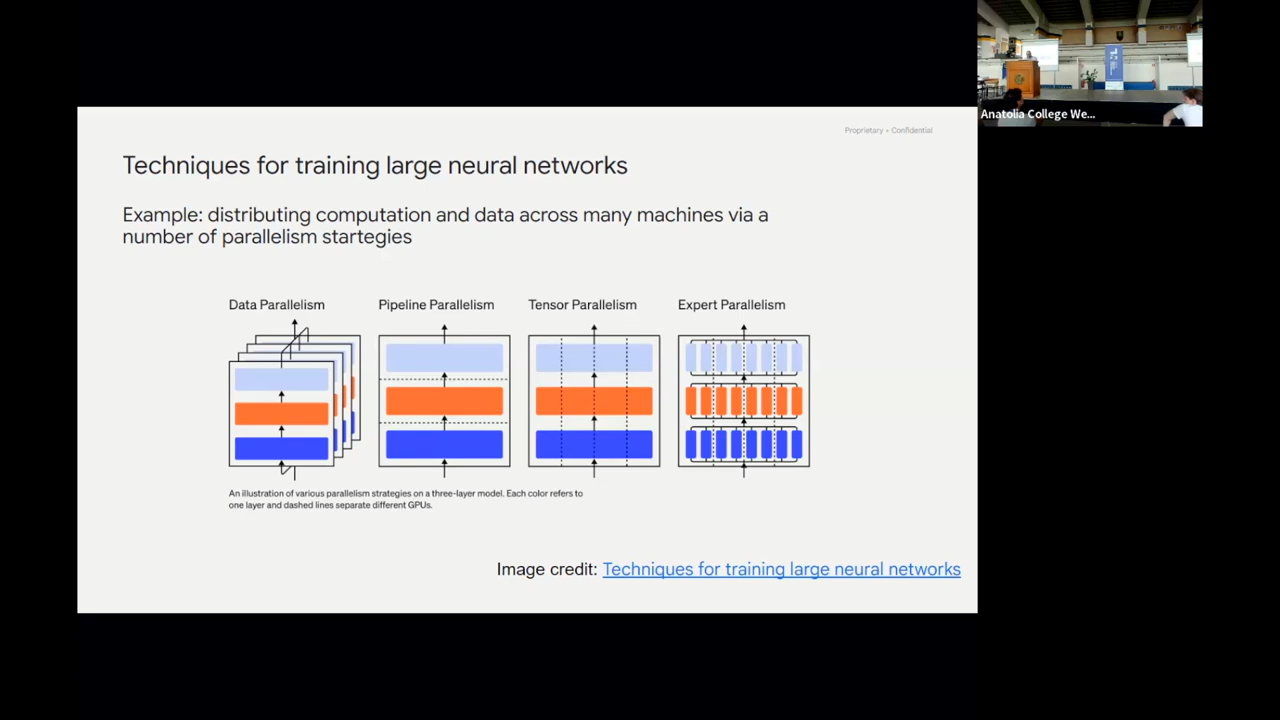 Anatolia College We...
Proprietary + Confidential
Techniques for training large neural networks
Example: distributing computation and data across many machines via a
number of parallelism startegies
Data Parallelism
Pipeline Parallelism
Tensor Parallelism
Expert Parallelism
An illustration of various parallelism strategies on a three-layer model. Each color refers to
one layer and dashed lines separate different GPUs.
Image credit: Techniques for training large neural networks